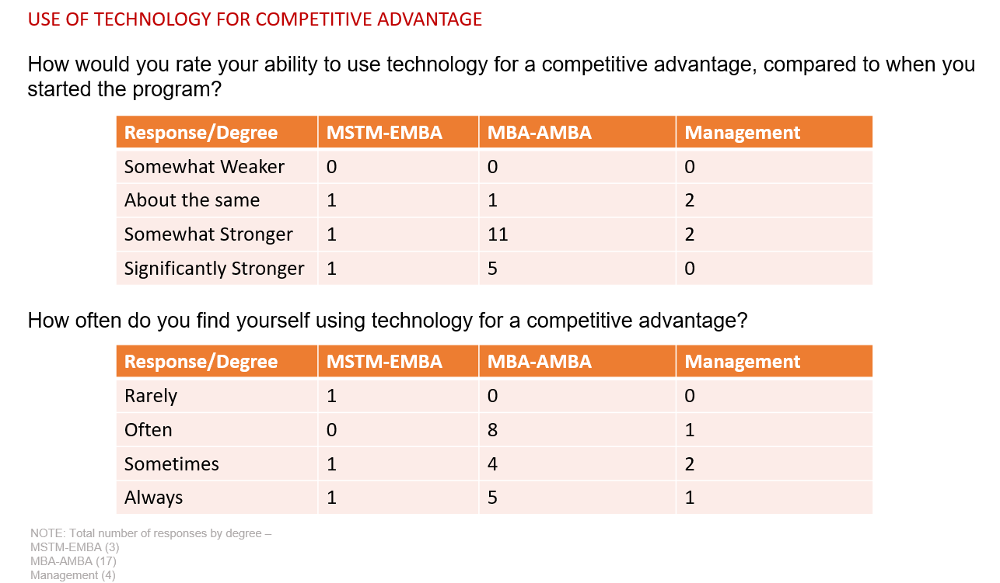 USE OF TECHNOLOGY FOR COMPETITIVE ADVANTAGE
How would you rate your ability to use technology for a competitive advantage, compared to when you
started the program?
Response/Degree MSTM-EMBA MBA-AMBA Management
Somewhat Weaker 0 0 0
About the same 1 1 2
Somewhat Stronger 1 11 2
Significantly Stronger 1 5 0
How often do you find yourself using technology for a competitive advantage?
Response/Degree MSTM-EMBA MBA-AMBA Management
Rarely 1 0 0
Often 0 8 1
Sometimes 1 4 2
Always 1 5 1
NOTE: Total number of responses by degree –
MSTM-EMBA (3)
MBA-AMBA (17)
Management (4)